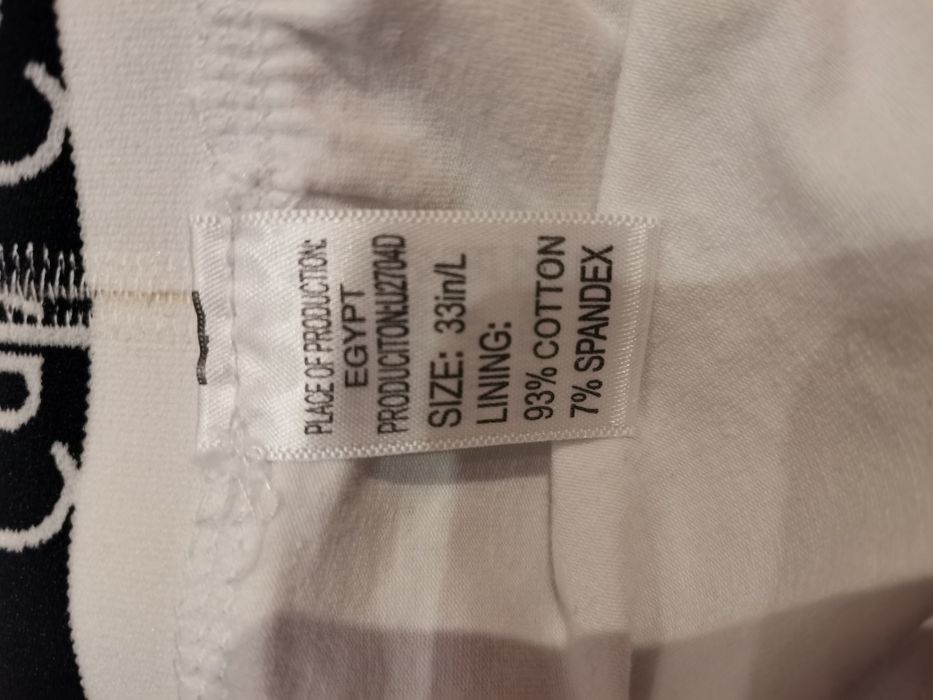 PLACE OF PRODUCTION:
EGYPT
PRODUCITON:U2704D
SIZE: 33in/L
LINING:
93% COTTON
7% SPANDEX